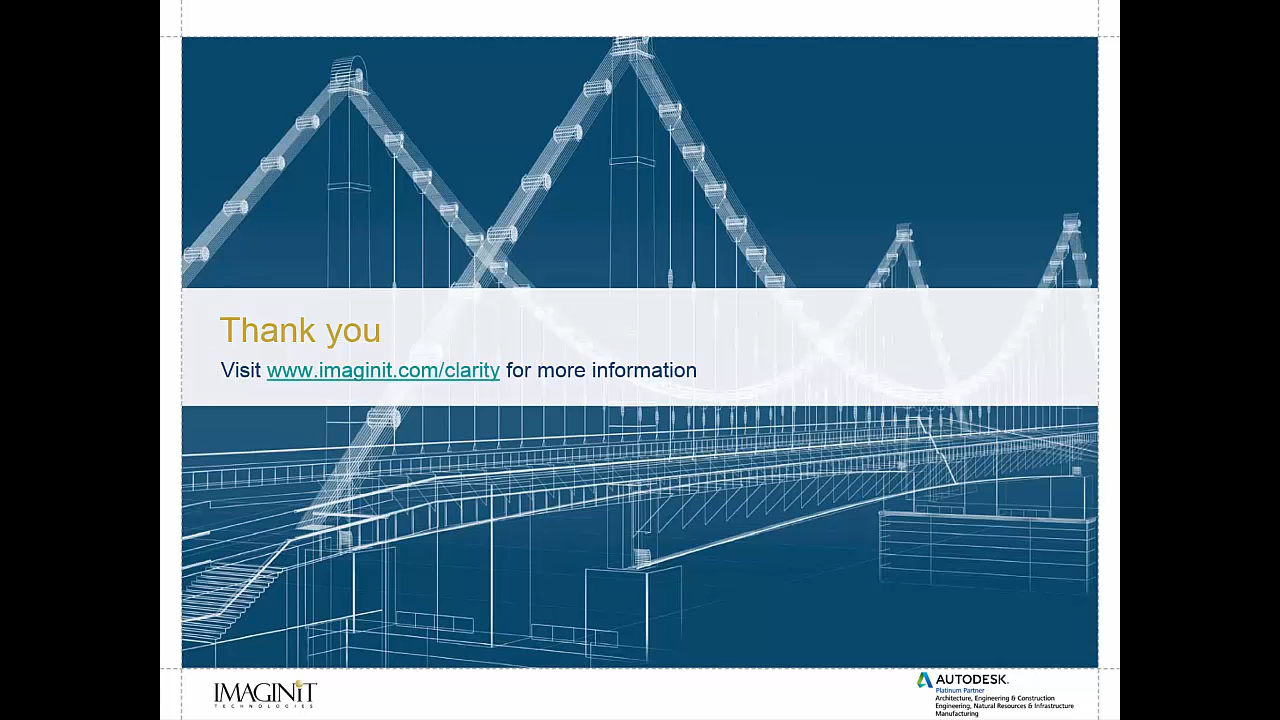 Thank you
Visit www.imaginit.com/clarity for more information
IMAGINiT
TECHNOLOGIES
AUTODESK.
Platinum Partner
Architecture, Engineering & Construction
Engineering, Natural Resources & Infrastructure
Manufacturing